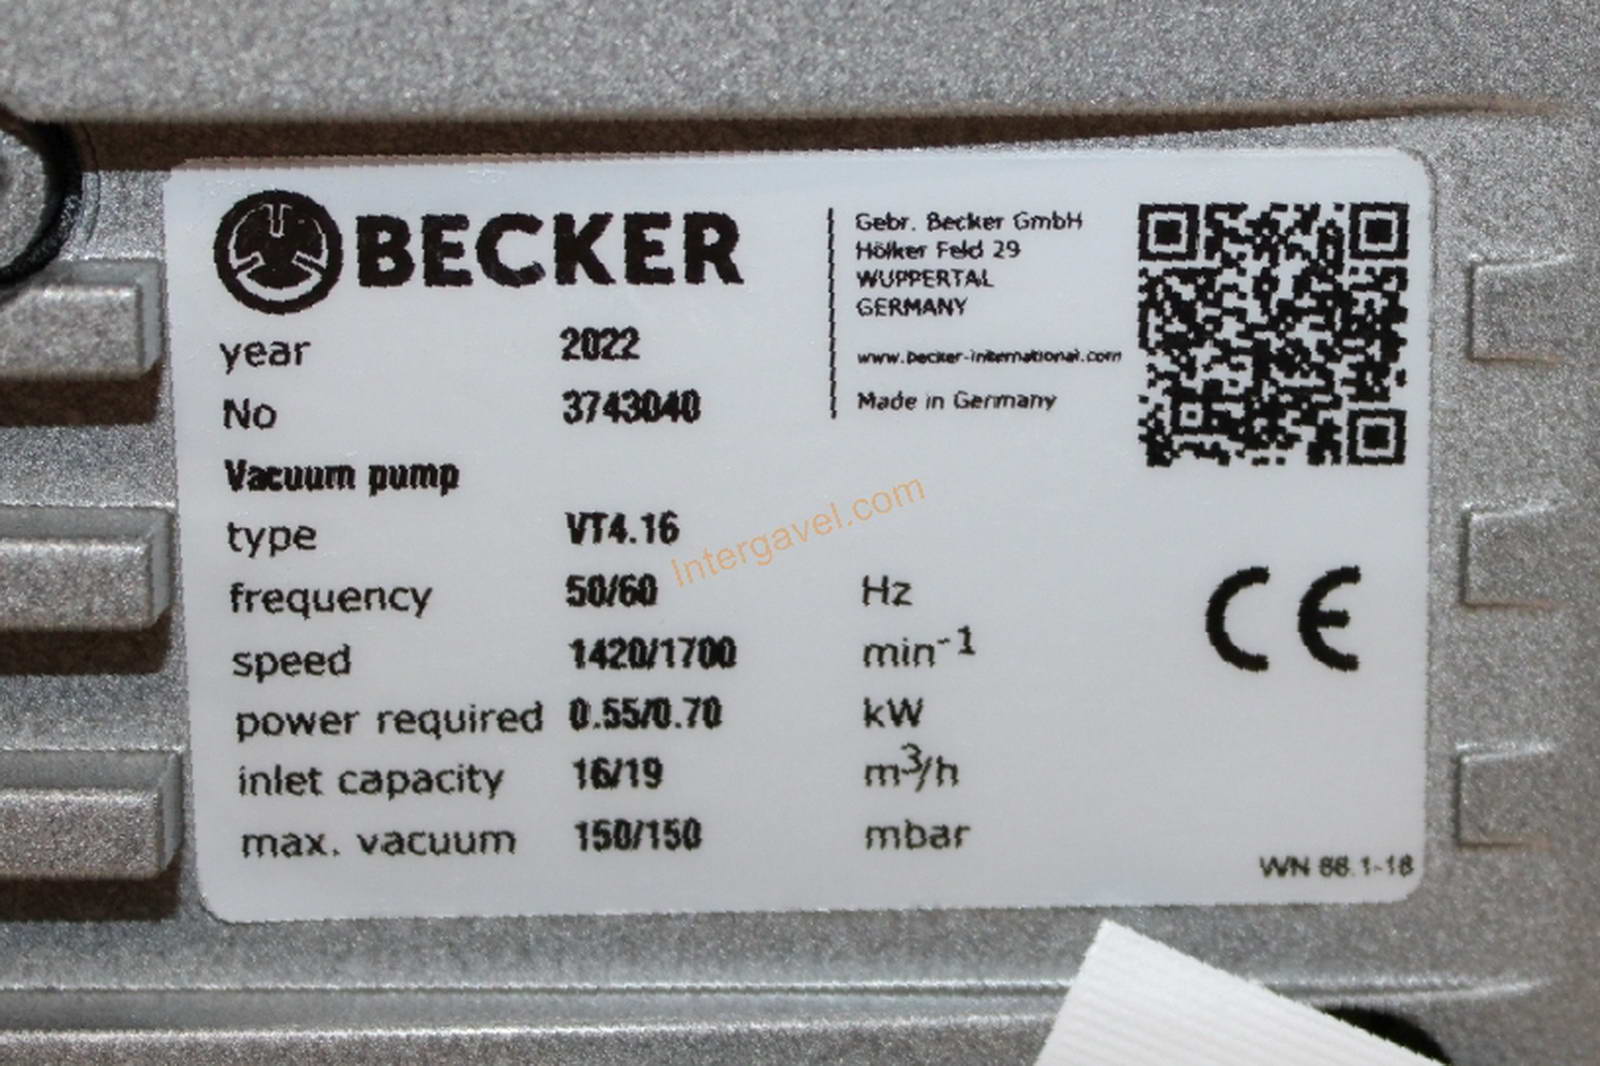 BECKER
Gebr. Becker GmbH
Hölker Feld 29
WUPPERTAL
GERMANY
www.becker-international.com
Made in Germany
year 2022
No 3743040
Vacuum pump
type VT4.16
frequency 50/60 Hz
speed 1420/1700 min⁻¹
power required 0.55/0.70 kW
inlet capacity 16/19 m³/h
max. vacuum 150/150 mbar
CE
WN 88.1-18
Intergavel.com